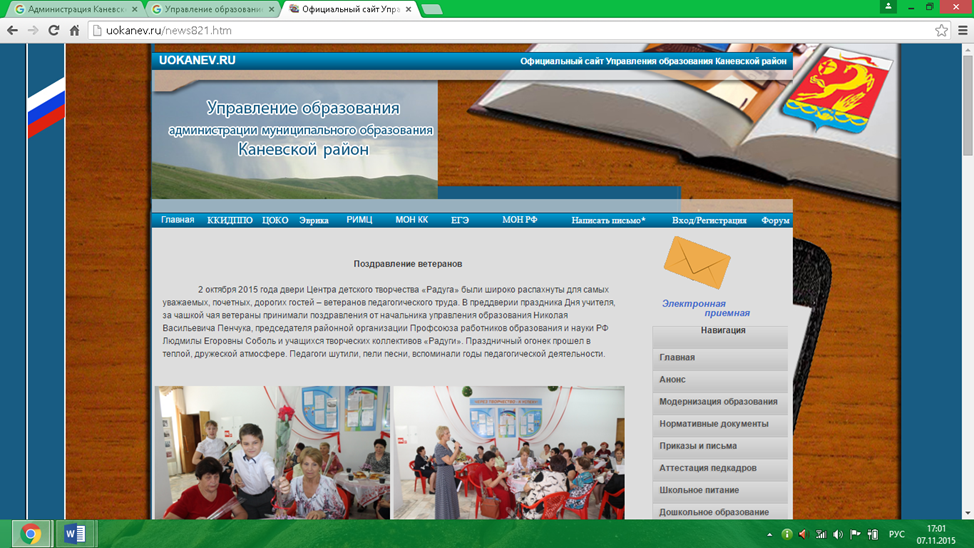 Администрация Каневск
Управление образования
Официальный сайт Упра
uokanev.ru/news821.htm
UOKANEV.RU
Официальный сайт Управления образования Каневской район
Управление образования
администрации муниципального образования
Каневской район
Главная ККИДППО ЦОКО Эврика РИМЦ МОН КК ЕГЭ МОН РФ Написать письмо* Вход/Регистрация Форум
Поздравление ветеранов
2 октября 2015 года двери Центра детского творчества «Радуга» были широко распахнуты для самых
уважаемых, почетных, дорогих гостей – ветеранов педагогического труда. В преддверии праздника Дня учителя,
за чашкой чая ветераны принимали поздравления от начальника управления образования Николая
Васильевича Пенчука, председателя районной организации Профсоюза работников образования и науки РФ
Людмилы Егоровны Соболь и учащихся творческих коллективов «Радуги». Праздничный огонек прошел в
теплой, дружеской атмосфере. Педагоги шутили, пели песни, вспоминали годы педагогической деятельности.
Электронная
приемная
Навигация
Главная
Анонс
Модернизация образования
Нормативные документы
Приказы и письма
Аттестация педкадров
Школьное питание
Дошкольное образование
РУС
17:01
07.11.2015